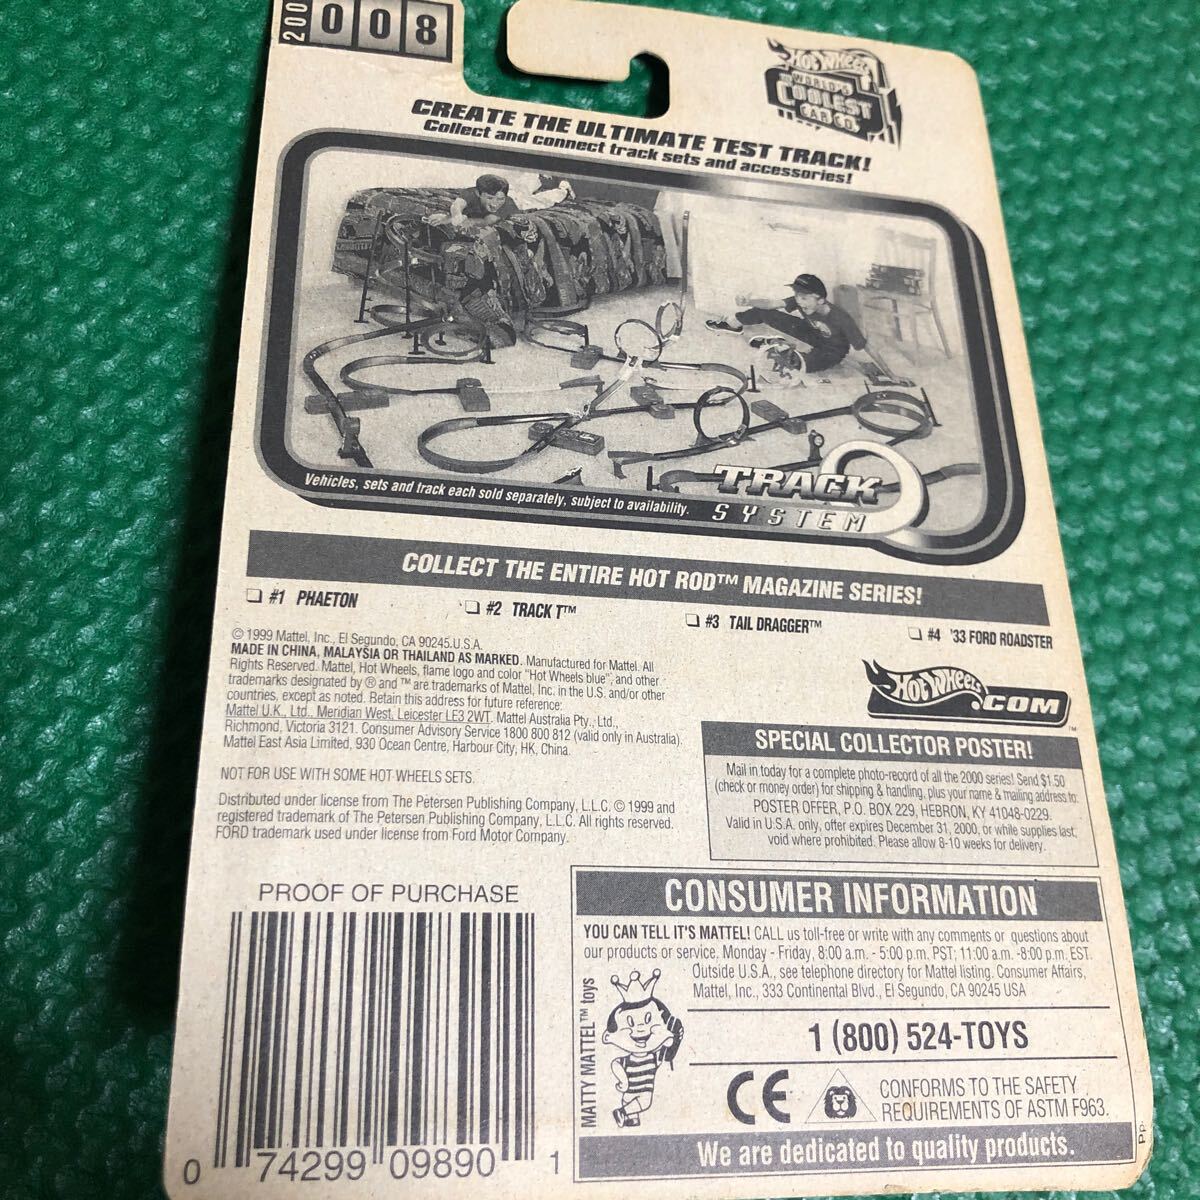 200
008
HOT WHEELS
WORLD'S
COOLEST
CAR CO.
CREATE THE ULTIMATE TEST TRACK!
Collect and connect track sets and accessories!
Vehicles, sets and track each sold separately, subject to availability.
TRACK
SYSTEM
COLLECT THE ENTIRE HOT ROD™ MAGAZINE SERIES!
❏ #1 PHAETON
❏ #2 TRACK T™
❏ #3 TAIL DRAGGER™
❏ #4 '33 FORD ROADSTER
© 1999 Mattel, Inc., El Segundo, CA 90245.U.S.A.
MADE IN CHINA, MALAYSIA OR THAILAND AS MARKED. Manufactured for Mattel. All
Rights Reserved. Mattel, Hot Wheels, flame logo and color "Hot Wheels blue", and other
trademarks designated by ® and ™ are trademarks of Mattel, Inc. in the U.S. and/or other
countries, except as noted. Retain this address for future reference:
Mattel U.K., Ltd., Meridian West, Leicester LE3 2WT. Mattel Australia Pty., Ltd.,
Richmond, Victoria 3121. Consumer Advisory Service 1800 800 812 (valid only in Australia).
Mattel East Asia Limited, 930 Ocean Centre, Harbour City, HK, China.
NOT FOR USE WITH SOME HOT WHEELS SETS.
Distributed under license from The Petersen Publishing Company, L.L.C. © 1999 and
registered trademark of The Petersen Publishing Company, L.L.C. All rights reserved.
FORD trademark used under license from Ford Motor Company.
Hot Wheels
.COM™
SPECIAL COLLECTOR POSTER!
Mail in today for a complete photo-record of all the 2000 series! Send $1.50
(check or money order) for shipping & handling, plus your name & mailing address to:
POSTER OFFER, P.O. BOX 229, HEBRON, KY 41048-0229.
Valid in U.S.A. only, offer expires December 31, 2000, or while supplies last,
void where prohibited. Please allow 8-10 weeks for delivery.
PROOF OF PURCHASE
0 74299 09890 1
CONSUMER INFORMATION
YOU CAN TELL IT'S MATTEL! CALL us toll-free or write with any comments or questions about
our products or service. Monday - Friday, 8:00 a.m. - 5:00 p.m. PST; 11:00 a.m. -8:00 p.m. EST.
Outside U.S.A., see telephone directory for Mattel listing. Consumer Affairs,
Mattel, Inc., 333 Continental Blvd., El Segundo, CA 90245 USA
MATTY MATTEL™ toys
1 (800) 524-TOYS
CE
CONFORMS TO THE SAFETY
REQUIREMENTS OF ASTM F963.
We are dedicated to quality products.